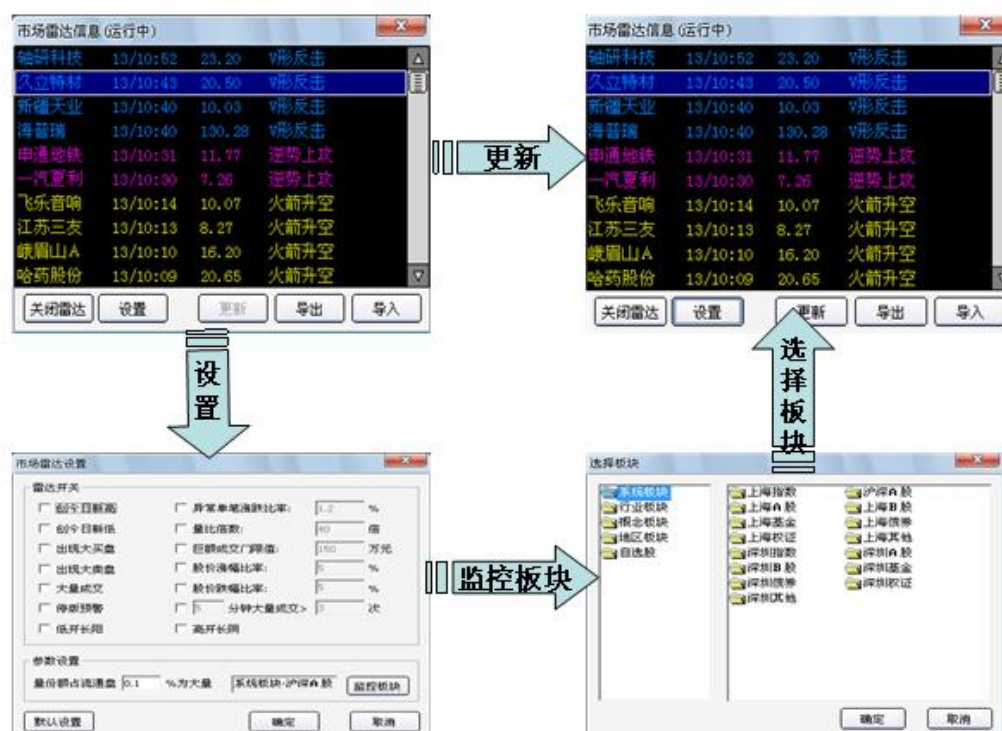 市场雷达信息(运行中)
轴研科技 13/10:52 23.20 V形反击
久立特材 13/10:43 20.50 V形反击
新疆天业 13/10:40 10.03 V形反击
海普瑞 13/10:40 130.28 V形反击
申通地铁 13/10:31 11.77 逆势上攻
一汽夏利 13/10:30 7.26 逆势上攻
飞乐音响 13/10:14 10.07 火箭升空
江苏三友 13/10:13 8.27 火箭升空
峨眉山A 13/10:10 16.20 火箭升空
哈药股份 13/10:09 20.65 火箭升空
关闭雷达 设置 更新 导出 导入
更新
市场雷达信息(运行中)
轴研科技 13/10:52 23.20 V形反击
久立特材 13/10:43 20.50 V形反击
新疆天业 13/10:40 10.03 V形反击
海普瑞 13/10:40 130.28 V形反击
申通地铁 13/10:31 11.77 逆势上攻
一汽夏利 13/10:30 7.26 逆势上攻
飞乐音响 13/10:14 10.07 火箭升空
江苏三友 13/10:13 8.27 火箭升空
峨眉山A 13/10:10 16.20 火箭升空
哈药股份 13/10:09 20.65 火箭升空
关闭雷达 设置 更新 导出 导入
设置
选择板块
市场雷达设置
雷达开关
创今日新高 异常单笔涨跌比率: 1.2 %
创今日新低 量比倍数: 40 倍
出现大买盘 巨额成交门限值: 150 万元
出现大卖盘 股价涨幅比率: 5 %
大量成交 股价跌幅比率: 5 %
停版预警 5 分钟大量成交> 3 次
低开长阳 高开长阴
参数设置
量份额占流通盘 0.1 %为大量 系统板块-沪深A股 监控板块
默认设置 确定 取消
监控板块
选择板块
系统板块 上海指数 沪深A股
行业板块 上海A股 上海B股
概念板块 上海基金 上海债券
地区板块 上海权证 上海其他
自选股 深圳指数 深圳A股
深圳B股 深圳基金
深圳债券 深圳权证
深圳其他
确定 取消